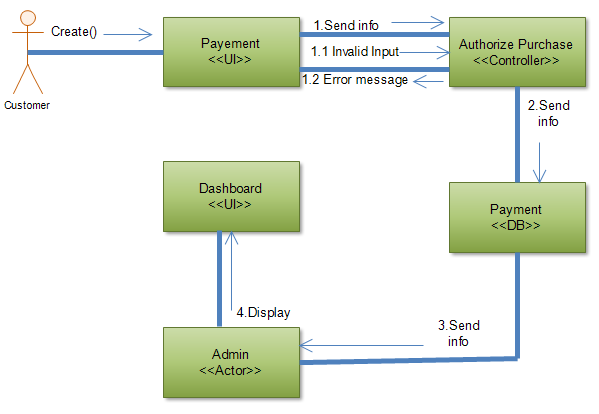 Create()
Customer
Payement
<<UI>>
1.Send info
1.1 Invalid Input
1.2 Error message
Authorize Purchase
<<Controller>>
2.Send
info
Dashboard
<<UI>>
Payment
<<DB>>
4.Display
3.Send
info
Admin
<<Actor>>